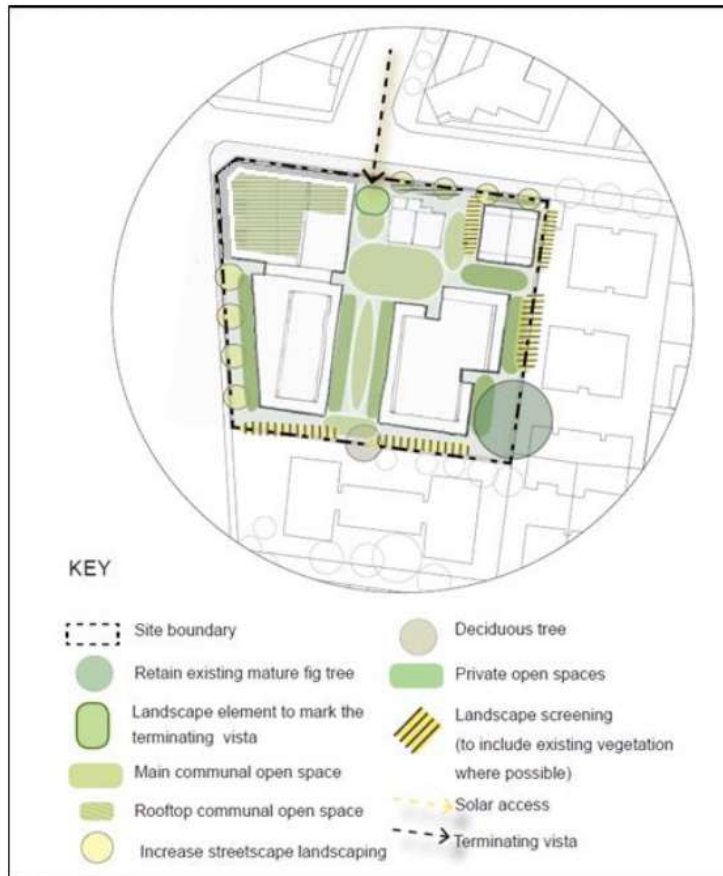 KEY
Site boundary
Retain existing mature fig tree
Landscape element to mark the
terminating vista
Main communal open space
Rooftop communal open space
Increase streetscape landscaping
Deciduous tree
Private open spaces
Landscape screening
(to include existing vegetation
where possible)
Solar access
Terminating vista